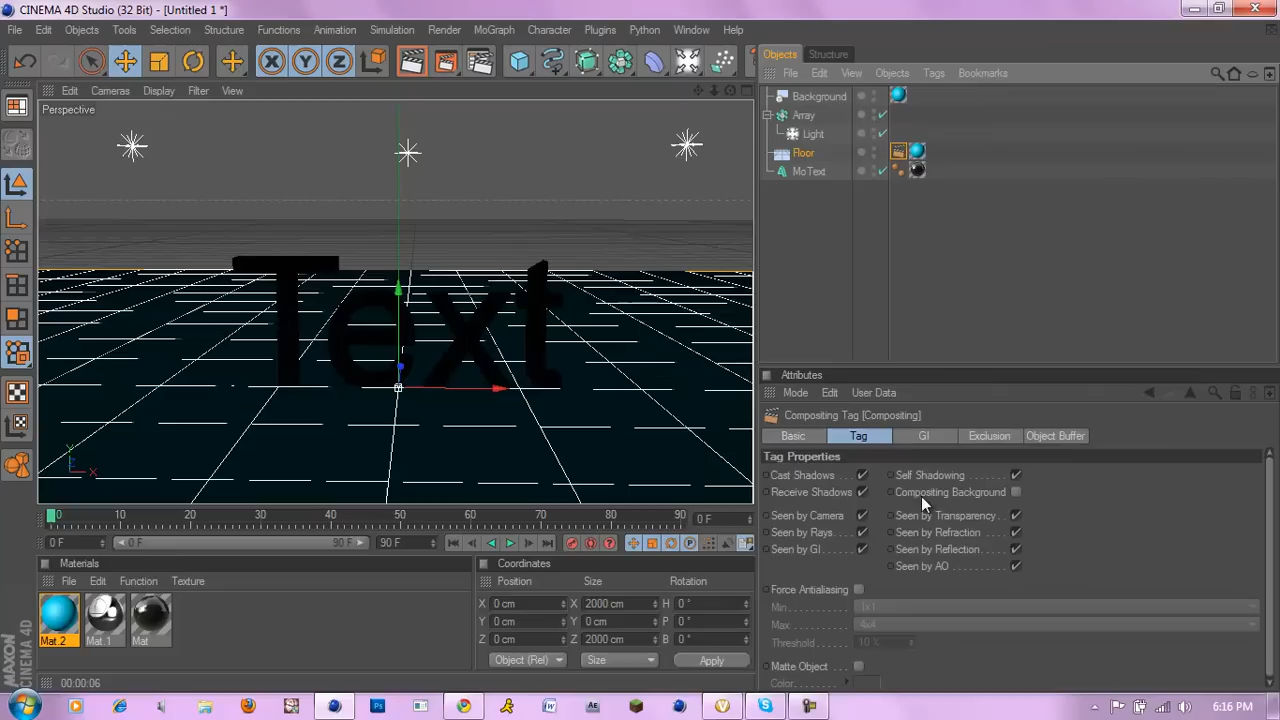 CINEMA 4D Studio (32 Bit) - [Untitled 1 *]
File Edit Objects Tools Selection Structure Functions Animation Simulation Render MoGraph Character Plugins Python Window Help
Objects Structure
File Edit View Objects Tags Bookmarks
Edit Cameras Display Filter View
Perspective
Background
Array
Light
Floor
MoText
Text
Y
X
Attributes
Mode Edit User Data
Compositing Tag [Compositing]
Basic Tag GI Exclusion Object Buffer
Tag Properties
Cast Shadows Self Shadowing
Receive Shadows Compositing Background
Seen by Camera Seen by Transparency
Seen by Rays Seen by Refraction
Seen by GI Seen by Reflection
Seen by AO
Force Antialiasing
Min 1x1
Max 4x4
Threshold 10 %
Matte Object
Color
0 10 20 30 40 50 60 70 80 90 0 F
0 F 0 F 90 F 90 F
Materials
File Edit Function Texture
Mat.2 Mat.1 Mat
Coordinates
Position Size Rotation
X 0 cm X 2000 cm H 0 °
Y 0 cm Y 0 cm P 0 °
Z 0 cm Z 2000 cm B 0 °
Object (Rel) Size Apply
MAXON CINEMA 4D
00:00:06
6:16 PM